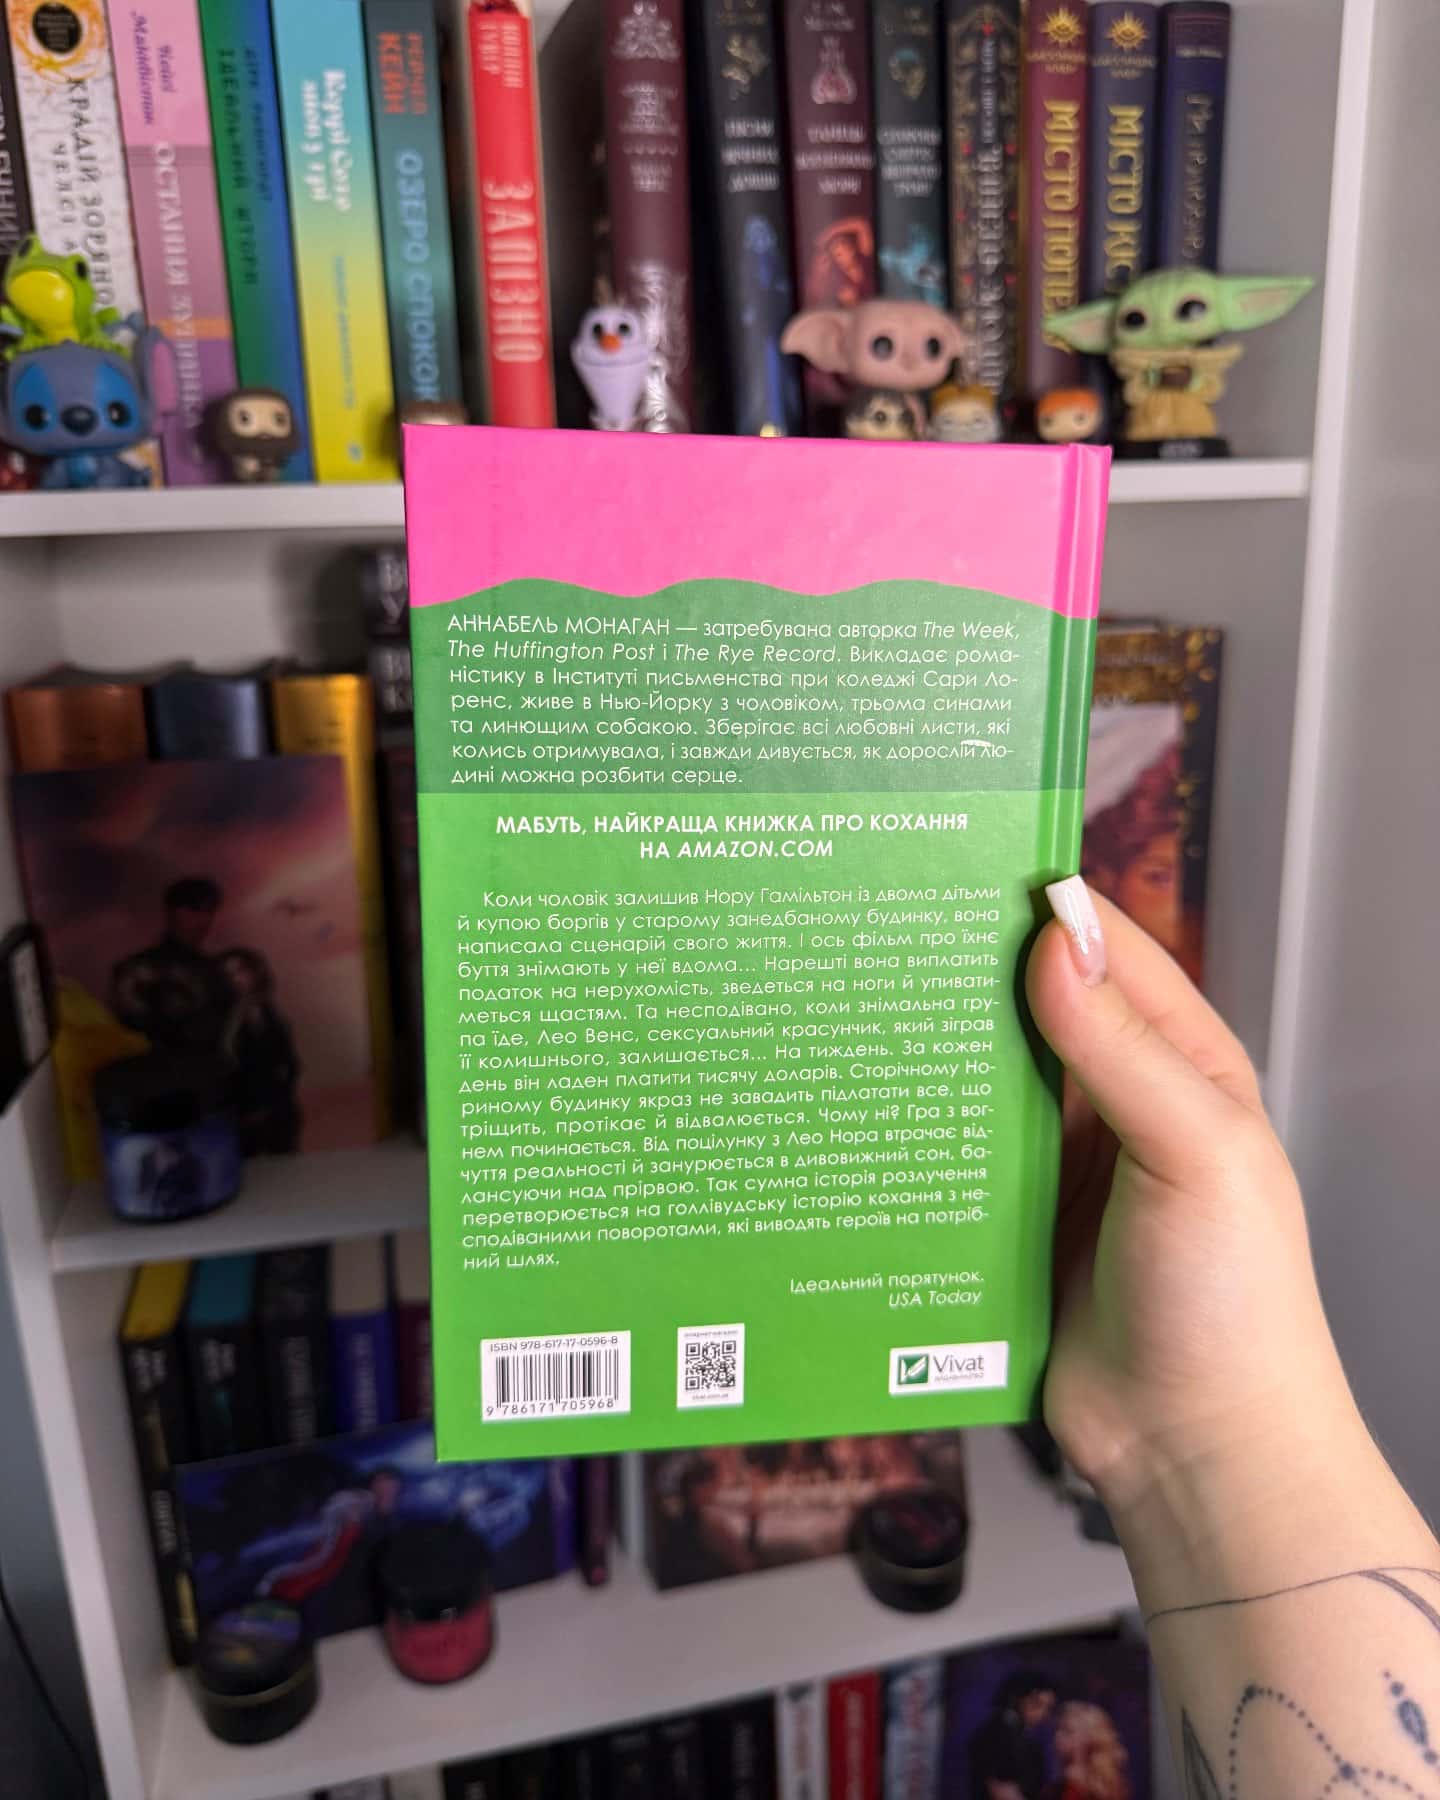 КРАДІЇ ЗОРЯНО
ЧЕЛСІ А
ОСТАННЯ ЗУПИНКА
ОЗЕРО СПОКОЮ
КЕЙН
ЗАПІЗНО
МІСТО ПОПЕЛУ
МІСТО КІС
АННАБЕЛЬ МОНАГАН — затребувана авторка The Week,
The Huffington Post і The Rye Record. Викладає рома-
ністику в Інституті письменства при коледжі Сари Ло-
ренс, живе в Нью-Йорку з чоловіком, трьома синами
та линющим собакою. Зберігає всі любовні листи, які
колись отримувала, і завжди дивується, як дорослій лю-
дині можна розбити серце.
МАБУТЬ, НАЙКРАЩА КНИЖКА ПРО КОХАННЯ
НА AMAZON.COM
Коли чоловік залишив Нору Гамільтон із двома дітьми
й купою боргів у старому занедбаному будинку, вона
написала сценарій свого життя. І ось фільм про їхнє
буття знімають у неї вдома... Нарешті вона виплатить
податок на нерухомість, зведеться на ноги й упивати-
меться щастям. Та несподівано, коли знімальна гру-
па їде, Лео Венс, сексуальний красунчик, який зіграв
її колишнього, залишається... На тиждень. За кожен
день він ладен платити тисячу доларів. Сторічному Но-
риному будинку якраз не завадить підлатати все, що
тріщить, протікає й відвалюється. Чому ні? Гра з вог-
нем починається. Від поцілунку з Лео Нора втрачає від-
чуття реальності й занурюється в дивовижний сон, ба-
лансуючи над прірвою. Так сумна історія розлучення
перетворюється на голлівудську історію кохання з не-
сподіваними поворотами, які виводять героїв на потріб-
ний шлях.
Ідеальний порятунок.
USA Today
ISBN 978-617-17-0596-8
9 786171 705968
Vivat